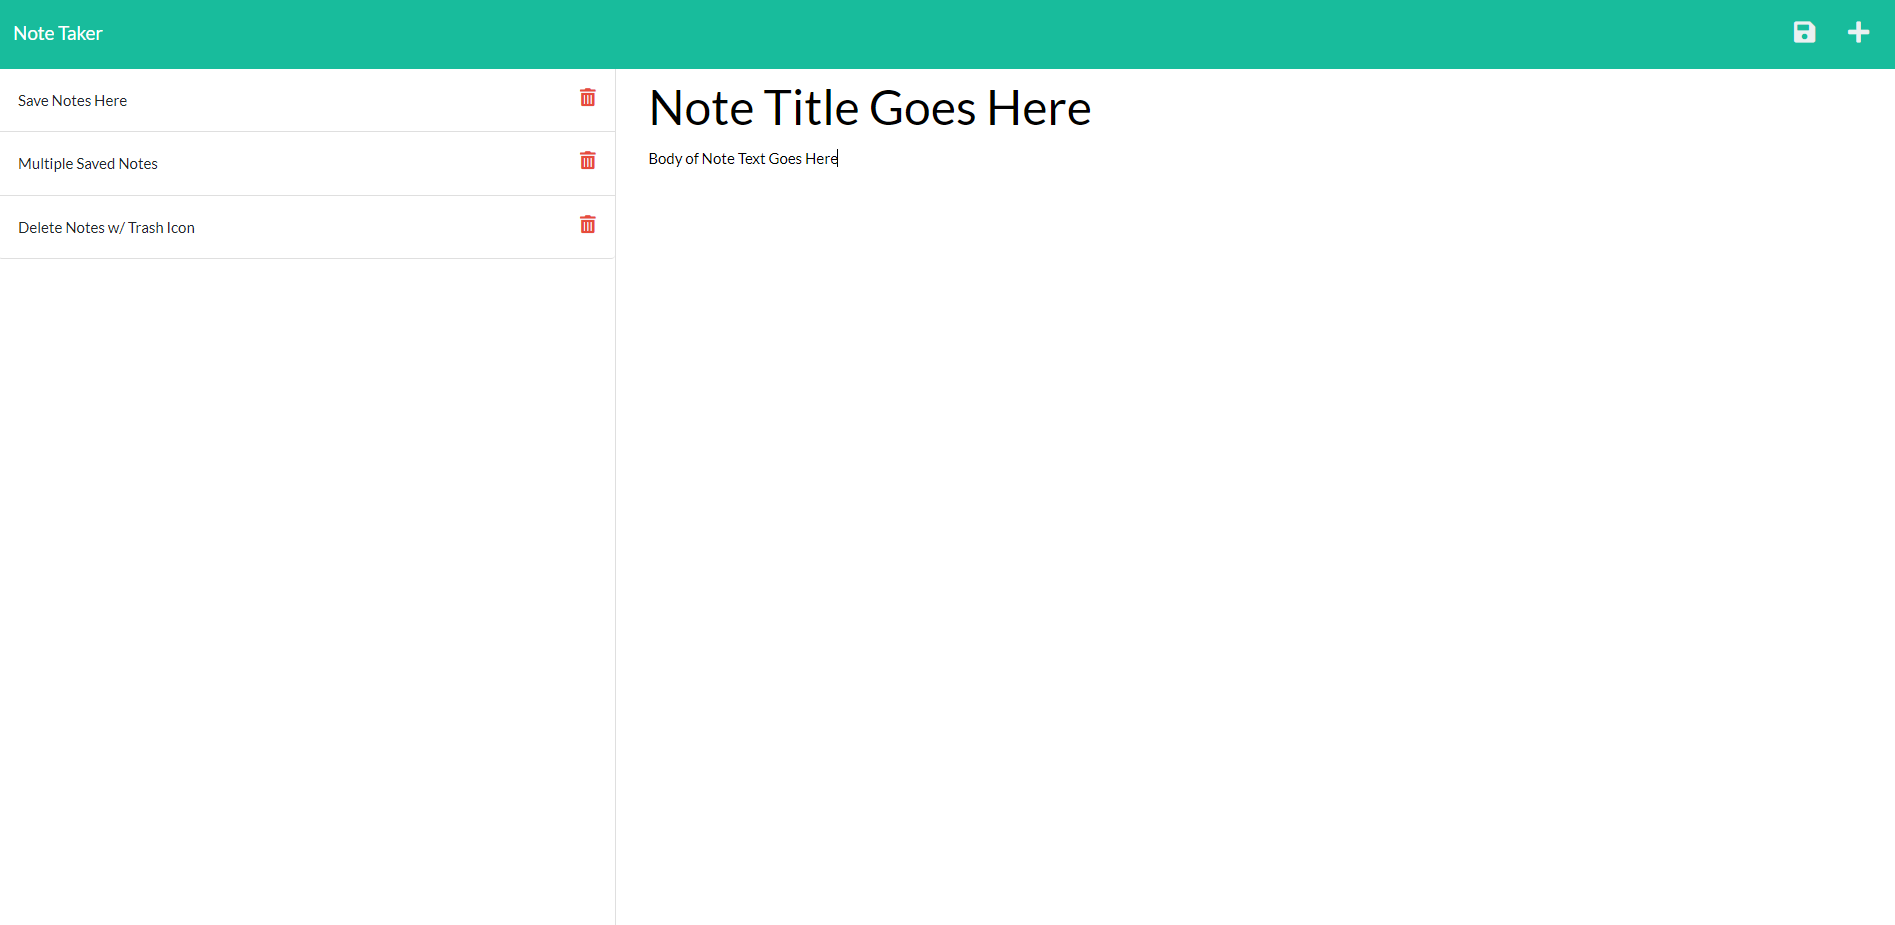 Note Taker
Save Notes Here
Multiple Saved Notes
Delete Notes w/ Trash Icon
Note Title Goes Here
Body of Note Text Goes Here